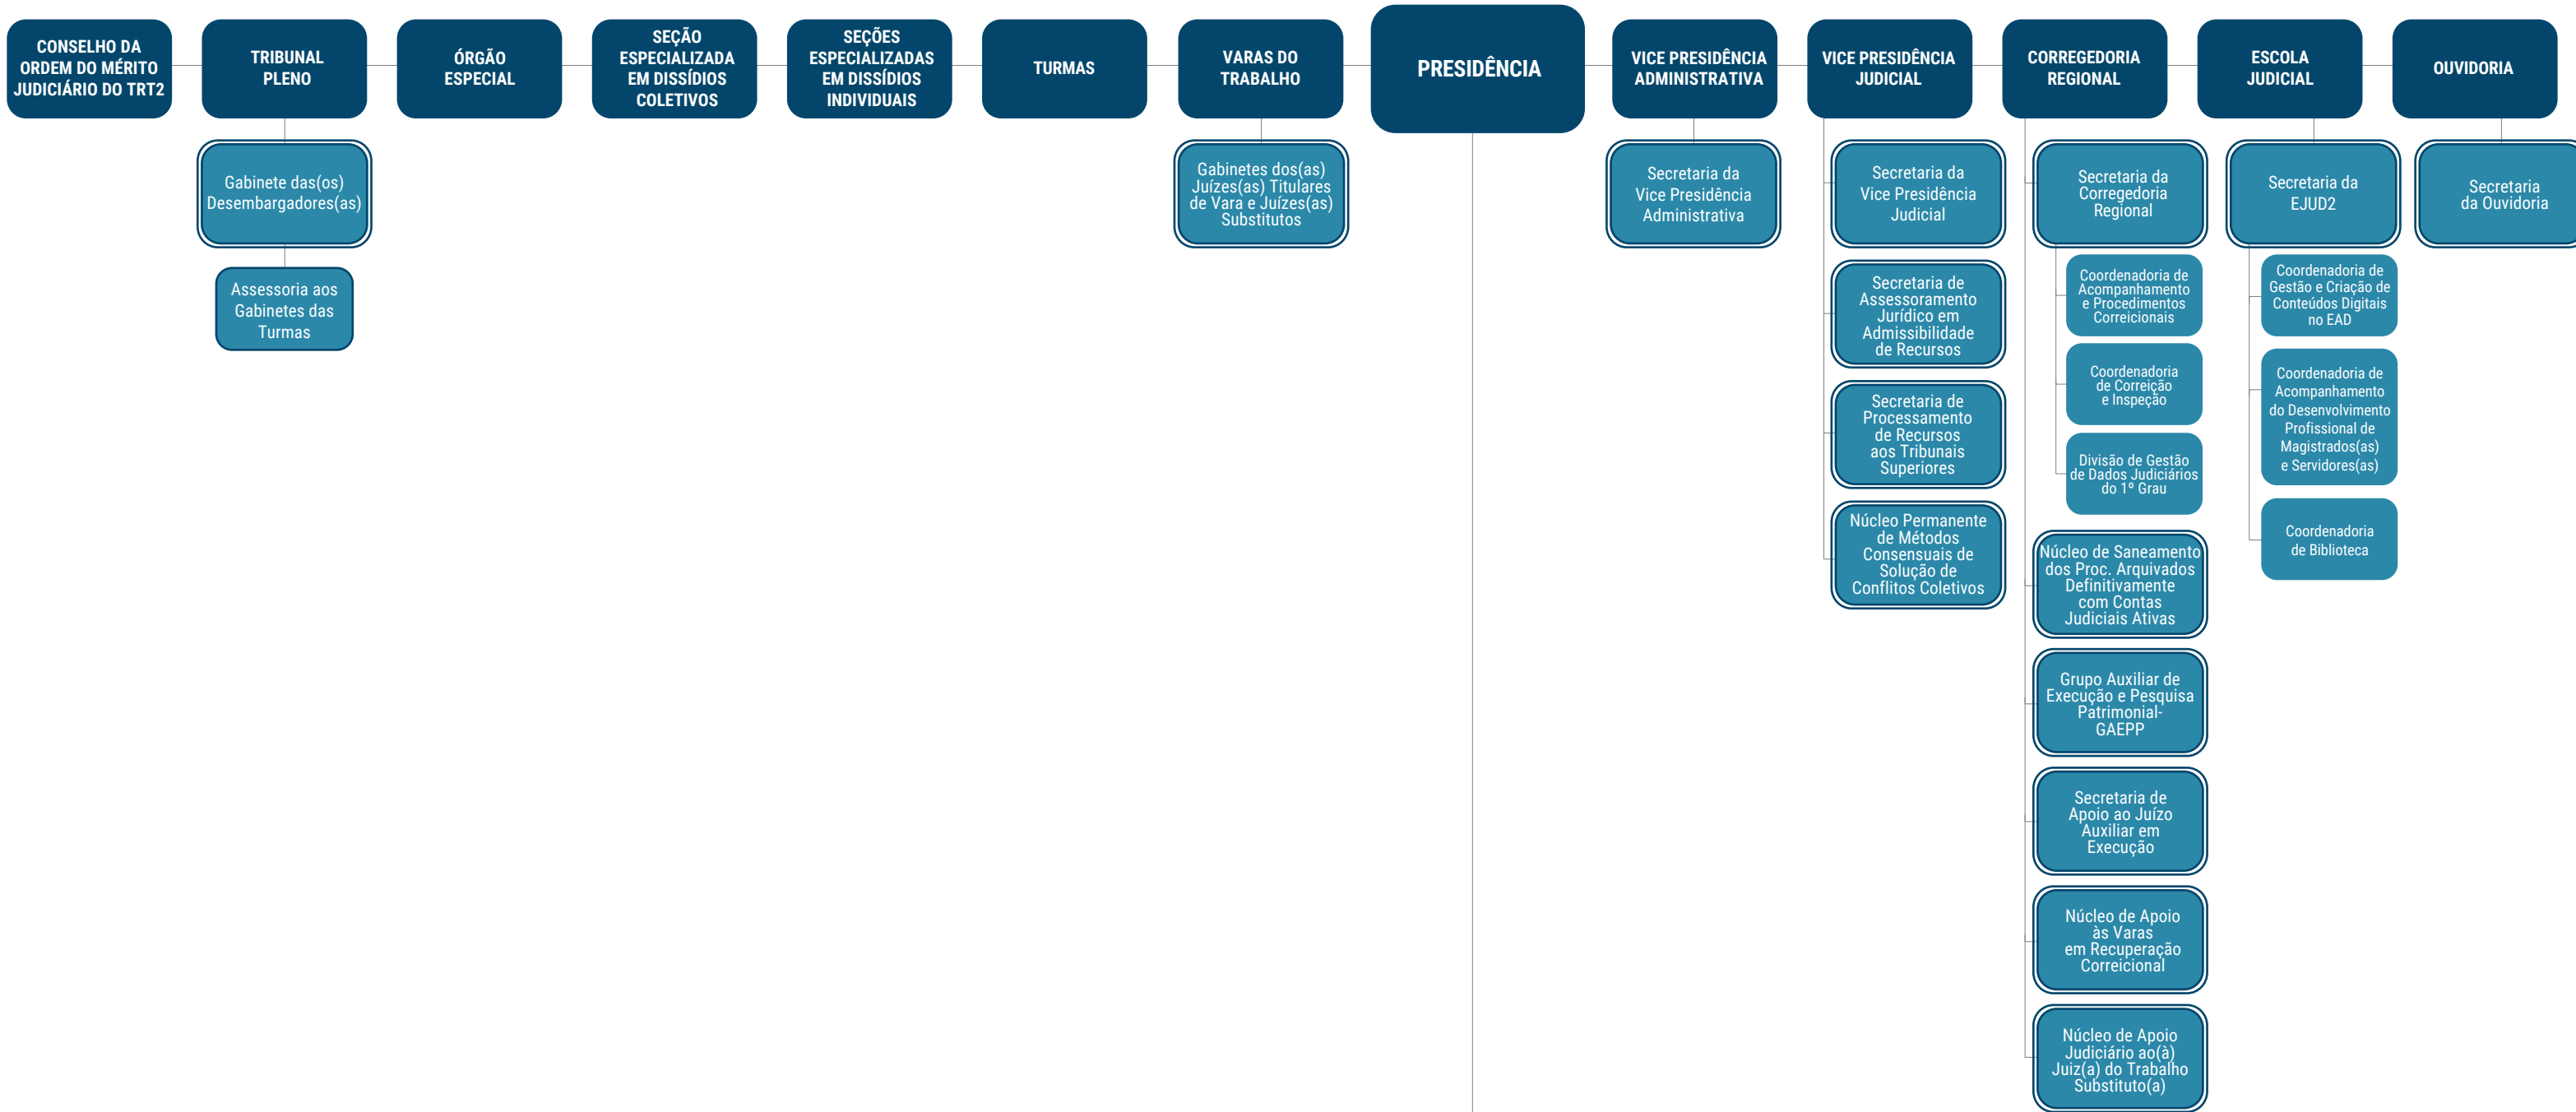 CONSELHO DA
ORDEM DO MÉRITO
JUDICIÁRIO DO TRT2
TRIBUNAL
PLENO
ÓRGÃO
ESPECIAL
SEÇÃO
ESPECIALIZADA
EM DISSÍDIOS
COLETIVOS
SEÇÕES
ESPECIALIZADAS
EM DISSÍDIOS
INDIVIDUAIS
TURMAS
VARAS DO
TRABALHO
PRESIDÊNCIA
VICE PRESIDÊNCIA
ADMINISTRATIVA
VICE PRESIDÊNCIA
JUDICIAL
CORREGEDORIA
REGIONAL
ESCOLA
JUDICIAL
OUVIDORIA
Gabinete das(os)
Desembargadores(as)
Assessoria aos
Gabinetes das
Turmas
Gabinetes dos(as)
Juízes(as) Titulares
de Vara e Juízes(as)
Substitutos
Secretaria da
Vice Presidência
Administrativa
Secretaria da
Vice Presidência
Judicial
Secretaria de
Assessoramento
Jurídico em
Admissibilidade
de Recursos
Secretaria de
Processamento
de Recursos
aos Tribunais
Superiores
Núcleo Permanente
de Métodos
Consensuais de
Solução de
Conflitos Coletivos
Secretaria da
Corregedoria
Regional
Coordenadoria de
Acompanhamento
e Procedimentos
Correicionais
Coordenadoria
de Correição
e Inspeção
Divisão de Gestão
de Dados Judiciários
do 1º Grau
Núcleo de Saneamento
dos Proc. Arquivados
Definitivamente
com Contas
Judiciais Ativas
Grupo Auxiliar de
Execução e Pesquisa
Patrimonial-
GAEPP
Secretaria de
Apoio ao Juízo
Auxiliar em
Execução
Núcleo de Apoio
às Varas
em Recuperação
Correicional
Núcleo de Apoio
Judiciário ao(à)
Juiz(a) do Trabalho
Substituto(a)
Secretaria da
EJUD2
Coordenadoria de
Gestão e Criação de
Conteúdos Digitais
no EAD
Coordenadoria de
Acompanhamento
do Desenvolvimento
Profissional de
Magistrados(as)
e Servidores(as)
Coordenadoria
de Biblioteca
Secretaria
da Ouvidoria